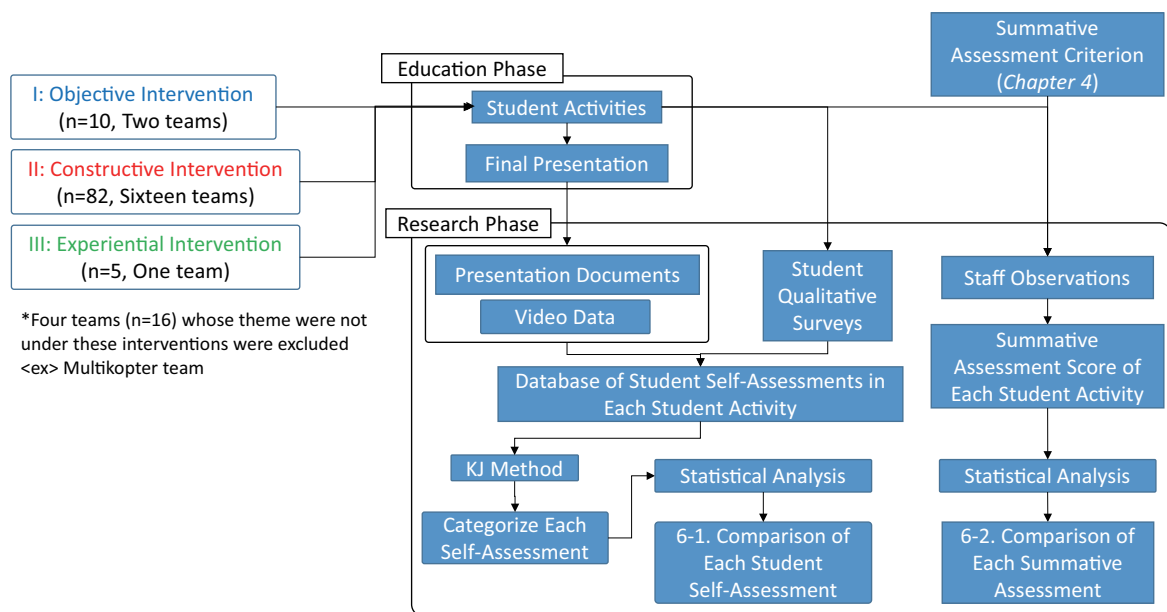 I: Objective Intervention
(n=10, Two teams)
II: Constructive Intervention
(n=82, Sixteen teams)
III: Experiential Intervention
(n=5, One team)
*Four teams (n=16) whose theme were not
under these interventions were excluded
<ex> Multikopter team
Education Phase
Student Activities
Final Presentation
Summative
Assessment Criterion
(Chapter 4)
Research Phase
Presentation Documents
Video Data
Student
Qualitative
Surveys
Staff Observations
Database of Student Self-Assessments in
Each Student Activity
Summative
Assessment Score of
Each Student Activity
KJ Method
Categorize Each
Self-Assessment
Statistical Analysis
6-1. Comparison of
Each Student
Self-Assessment
Statistical Analysis
6-2. Comparison of
Each Summative
Assessment